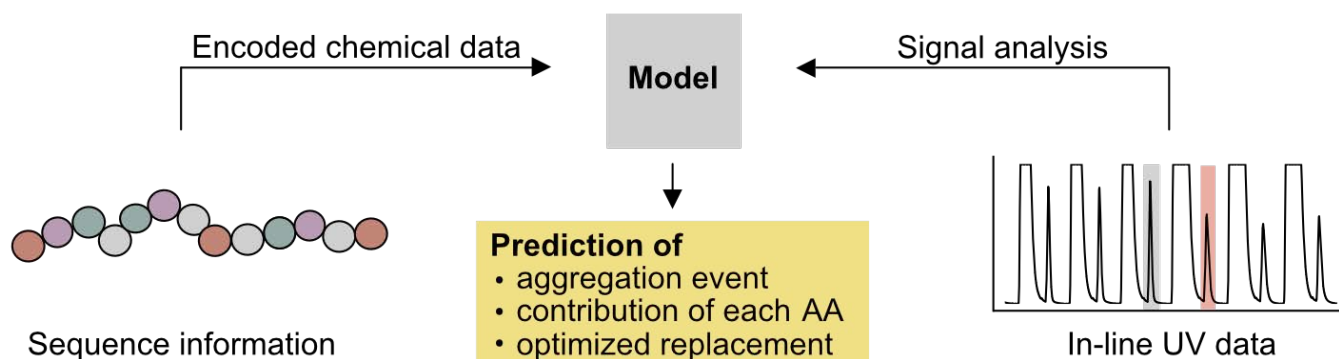 Encoded chemical data
Model
Signal analysis
Prediction of
• aggregation event
• contribution of each AA
• optimized replacement
Sequence information
In-line UV data